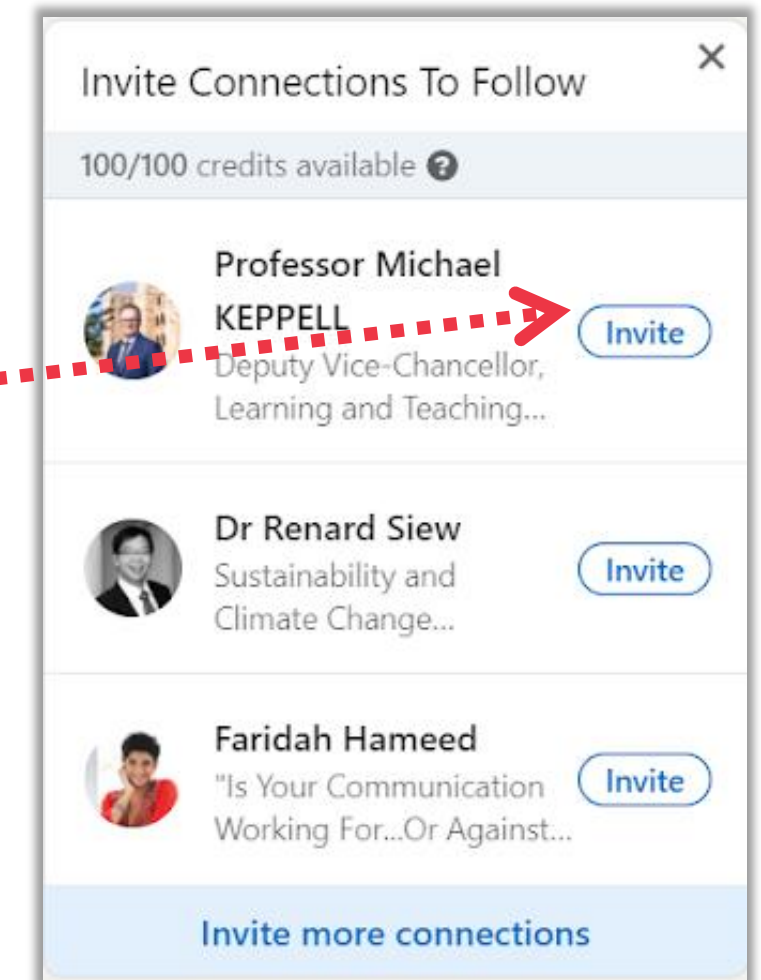 Invite Connections To Follow
100/100 credits available
Professor Michael
KEPPELL
Invite
Deputy Vice-Chancellor,
Learning and Teaching...
Dr Renard Siew
Sustainability and
Invite
Climate Change...
Faridah Hameed
"Is Your Communication
Invite
Working For...Or Against...
Invite more connections